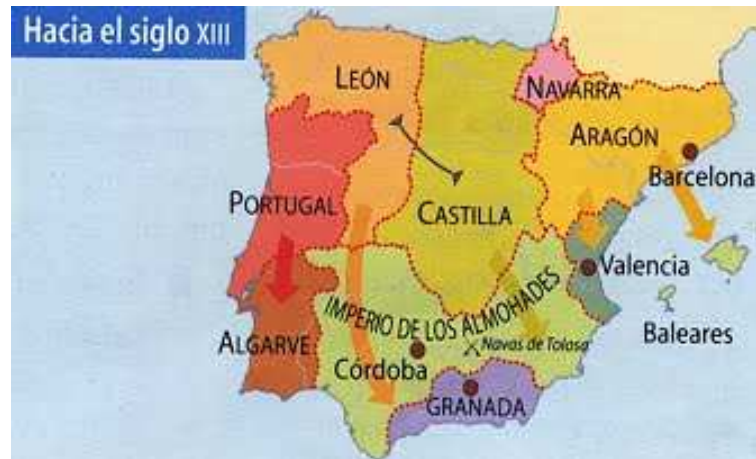 Hacia el siglo XIII
LEÓN
NAVARRA
ARAGÓN
Barcelona
PORTUGAL
CASTILLA
Valencia
IMPERIO DE LOS ALMOHADES
Baleares
ALGARVE
Navas de Tolosa
Córdoba
GRANADA